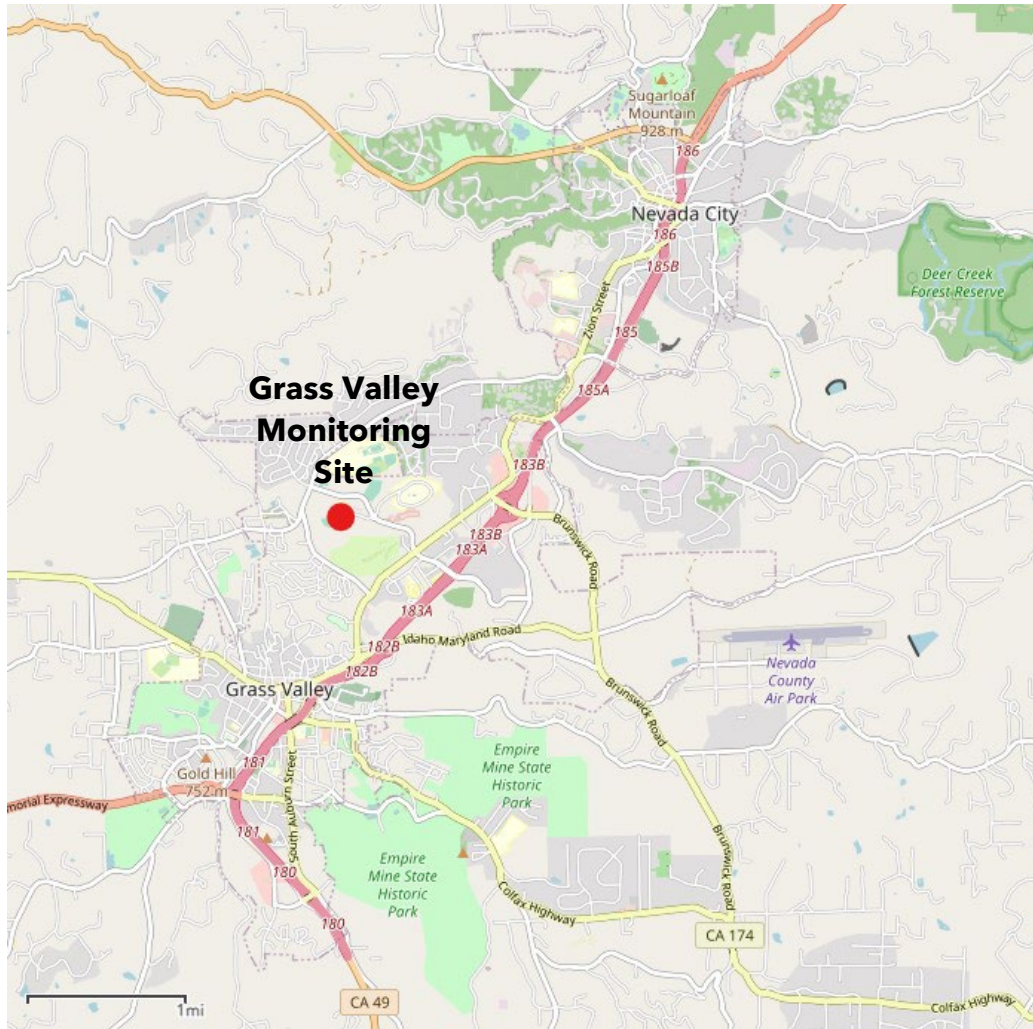 Sugarloaf
Mountain
928 m
186
Nevada City
186
185B
Deer Creek
Forest Reserve
Zion Street
185
185A
Grass Valley
Monitoring
Site
183B
183B
183A
Brunswick Road
183A
Idaho Maryland Road
182B
182B
Nevada
County
Air Park
Grass Valley
Brunswick Road
Empire
Mine State
Historic
Park
181
Gold Hill
752 m
morial Expressway
South Auburn Street
181
180
Empire
Mine State
Historic
Park
Brunswick Road
Colfax Highway
180
CA 174
CA 49
1mi
Colfax Highway